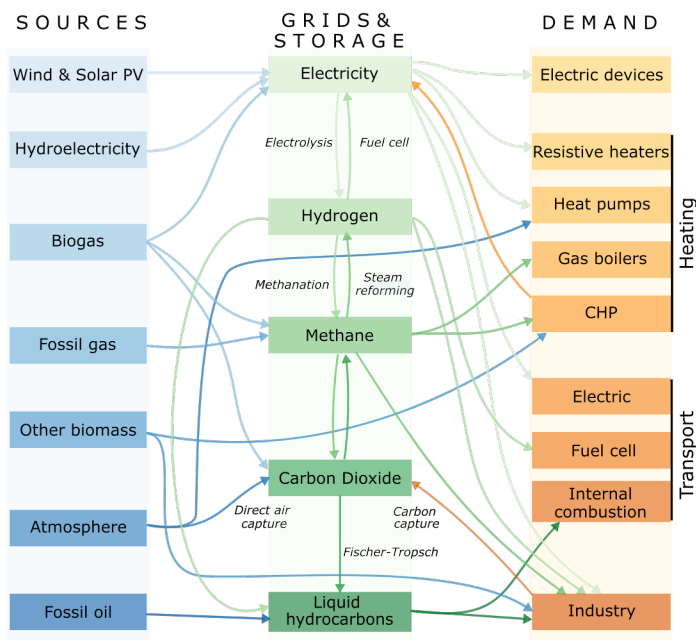 SOURCES
GRIDS &
STORAGE
DEMAND
Wind & Solar PV
Electricity
Electric devices
Hydroelectricity
Electrolysis
Fuel cell
Resistive heaters
Heat pumps
Biogas
Hydrogen
Gas boilers
Heating
Methanation
Steam
reforming
CHP
Fossil gas
Methane
Electric
Other biomass
Fuel cell
Transport
Carbon Dioxide
Internal
combustion
Atmosphere
Direct air
capture
Carbon
capture
Fischer-Tropsch
Fossil oil
Liquid
hydrocarbons
Industry